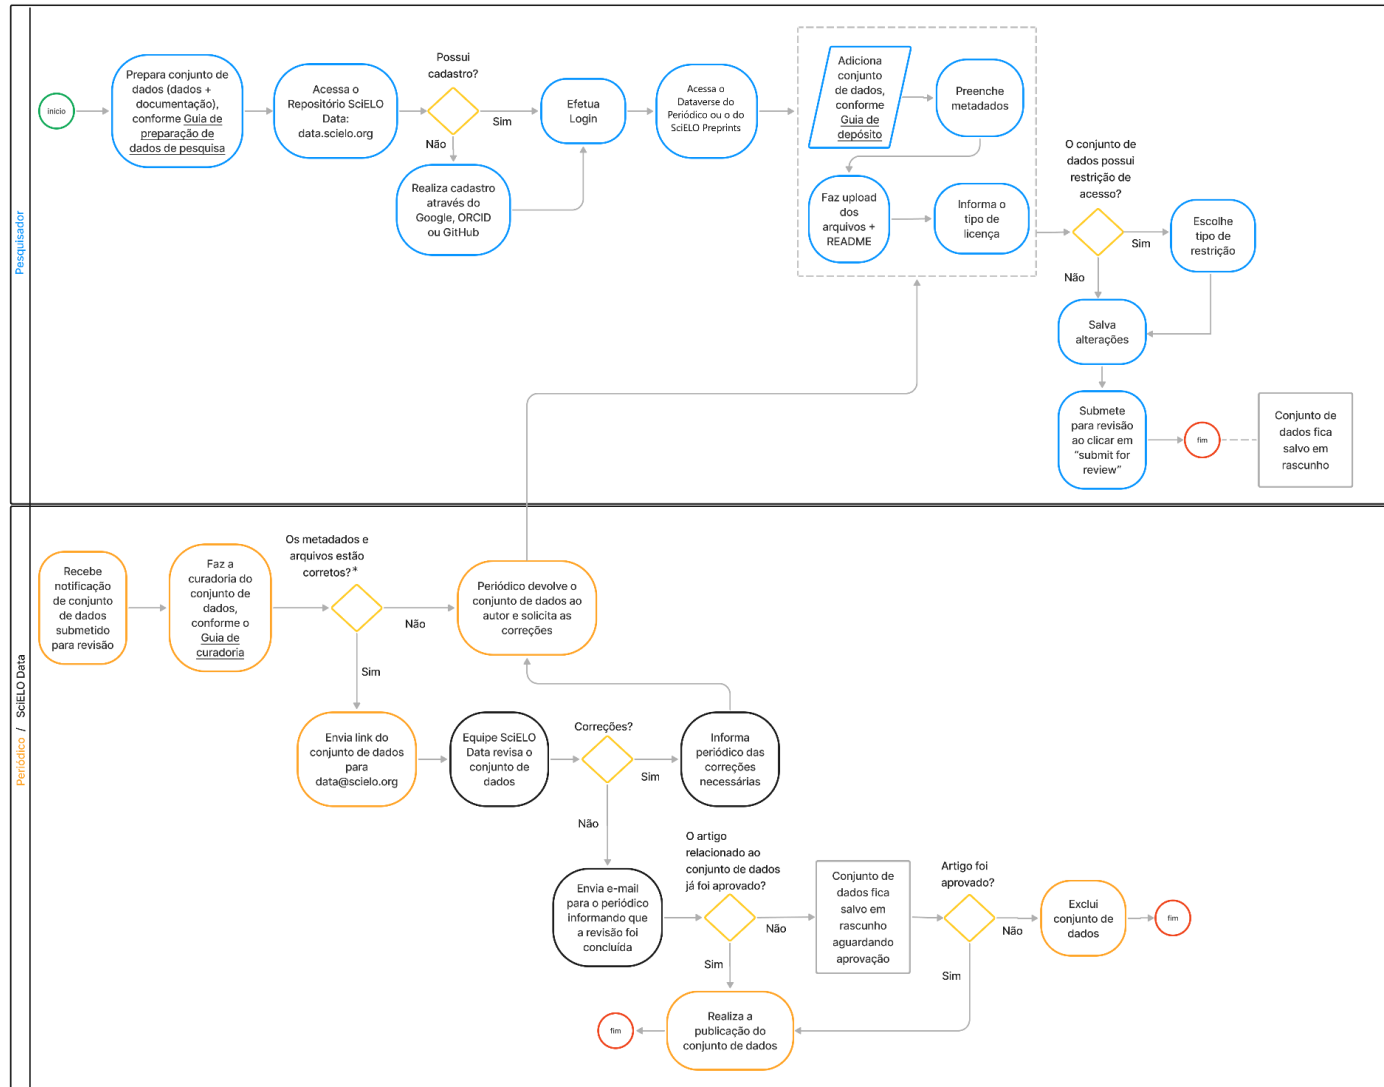 Pesquisador
início
Prepara conjunto de
dados (dados +
documentação),
conforme Guia de
preparação de
dados de pesquisa
Acessa o
Repositório SciELO
Data:
data.scielo.org
Possui
cadastro?
Sim
Não
Realiza cadastro
através do
Google, ORCID
ou GitHub
Efetua
Login
Acessa o
Dataverse do
Periódico ou o do
SciELO Preprints
Adiciona
conjunto
de dados,
conforme
Guia de
depósito
Preenche
metadados
Faz upload
dos
arquivos +
README
Informa o
tipo de
licença
O conjunto de
dados possui
restrição de
acesso?
Sim
Não
Escolhe
tipo de
restrição
Salva
alterações
Submete
para revisão
ao clicar em
“submit for
review”
fim
Conjunto de
dados fica
salvo em
rascunho
Periódico / SciELO Data
Recebe
notificação
de conjunto
de dados
submetido
para revisão
Faz a
curadoria do
conjunto de
dados,
conforme o
Guia de
curadoria
Os metadados e
arquivos estão
corretos?*
Não
Sim
Periódico devolve o
conjunto de dados ao
autor e solicita as
correções
Envia link do
conjunto de dados
para
data@scielo.org
Equipe SciELO
Data revisa o
conjunto de
dados
Correções?
Sim
Não
Informa
periódico das
correções
necessárias
Envia e-mail
para o periódico
informando que
a revisão foi
concluída
O artigo
relacionado ao
conjunto de dados
já foi aprovado?
Não
Sim
Conjunto de
dados fica
salvo em
rascunho
aguardando
aprovação
Artigo foi
aprovado?
Não
Sim
Exclui
conjunto de
dados
fim
Realiza a
publicação do
conjunto de dados
fim